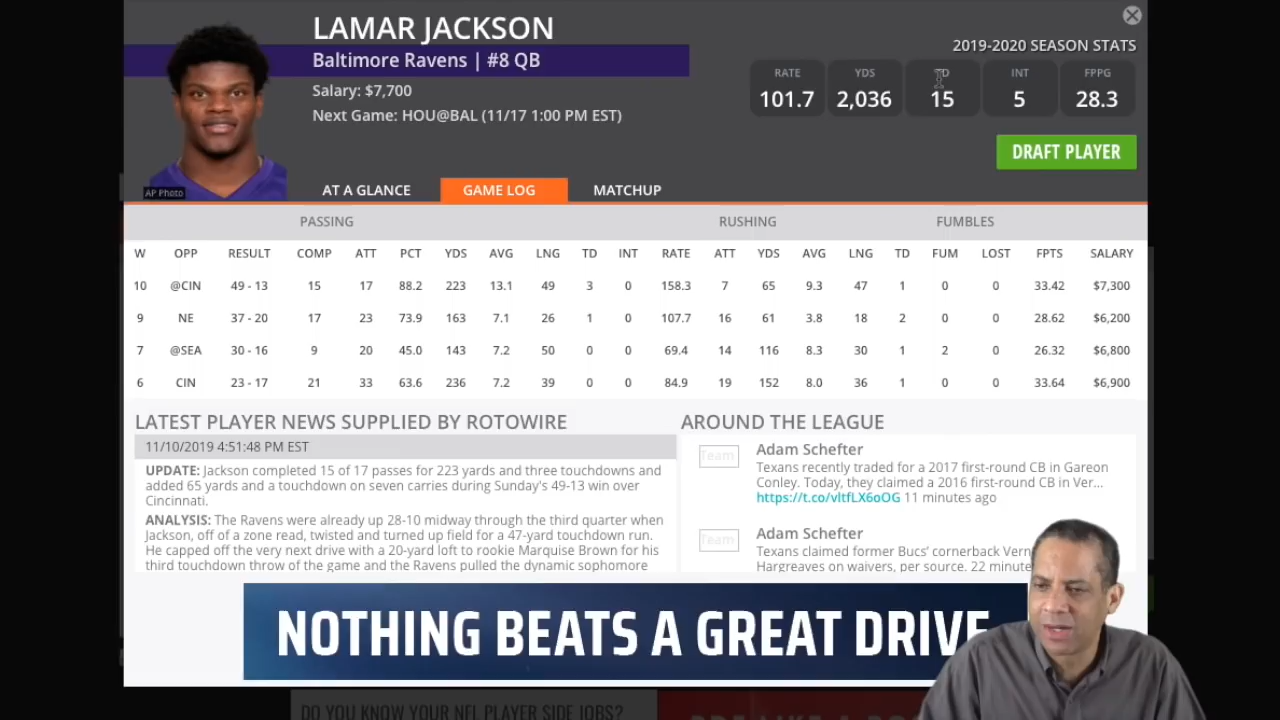 LAMAR JACKSON
Baltimore Ravens | #8 QB
Salary: $7,700
Next Game: HOU@BAL (11/17 1:00 PM EST)
2019-2020 SEASON STATS
RATE YDS TD INT FPPG
101.7 2,036 15 5 28.3
DRAFT PLAYER
AP Photo
AT A GLANCE GAME LOG MATCHUP
PASSING RUSHING FUMBLES
W OPP RESULT COMP ATT PCT YDS AVG LNG TD INT RATE ATT YDS AVG LNG TD FUM LOST FPTS SALARY
10 @CIN 49 - 13 15 17 88.2 223 13.1 49 3 0 158.3 7 65 9.3 47 1 0 0 33.42 $7,300
9 NE 37 - 20 17 23 73.9 163 7.1 26 1 0 107.7 16 61 3.8 18 2 0 0 28.62 $6,200
7 @SEA 30 - 16 9 20 45.0 143 7.2 50 0 0 69.4 14 116 8.3 30 1 2 0 26.32 $6,800
6 CIN 23 - 17 21 33 63.6 236 7.2 39 0 0 84.9 19 152 8.0 36 1 0 0 33.64 $6,900
LATEST PLAYER NEWS SUPPLIED BY ROTOWIRE
11/10/2019 4:51:48 PM EST
UPDATE: Jackson completed 15 of 17 passes for 223 yards and three touchdowns and
added 65 yards and a touchdown on seven carries during Sunday's 49-13 win over
Cincinnati.
ANALYSIS: The Ravens were already up 28-10 midway through the third quarter when
Jackson, off of a zone read, twisted and turned up field for a 47-yard touchdown run.
He capped off the very next drive with a 20-yard loft to rookie Marquise Brown for his
third touchdown throw of the game and the Ravens pulled the dynamic sophomore
AROUND THE LEAGUE
Team
Adam Schefter
Texans recently traded for a 2017 first-round CB in Gareon
Conley. Today, they claimed a 2016 first-round CB in Ver...
https://t.co/vltfLX6oOG 11 minutes ago
Team
Adam Schefter
Texans claimed former Bucs' cornerback Vern
Hargreaves on waivers, per source. 22 minute
NOTHING BEATS A GREAT DRIVE
DO YOU KNOW YOUR NFL PLAYER SIDE JOBS?